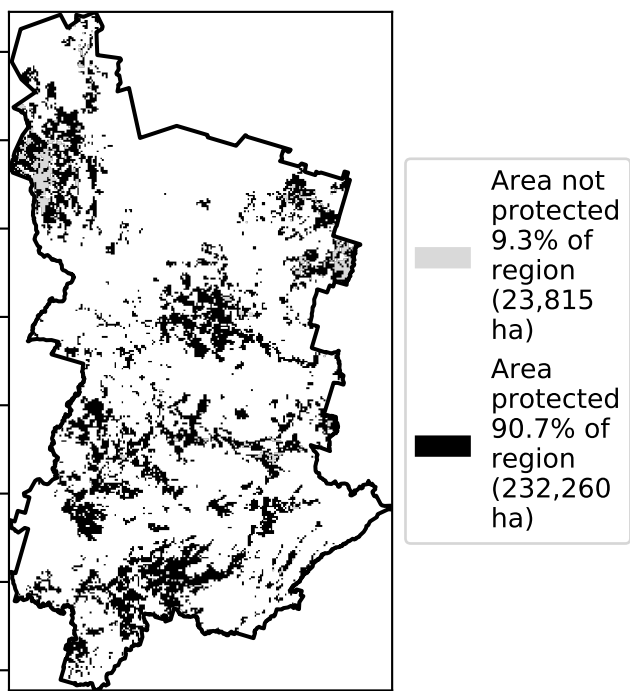 Area not
protected
9.3% of
region
(23,815
ha)
Area
protected
90.7% of
region
(232,260
ha)